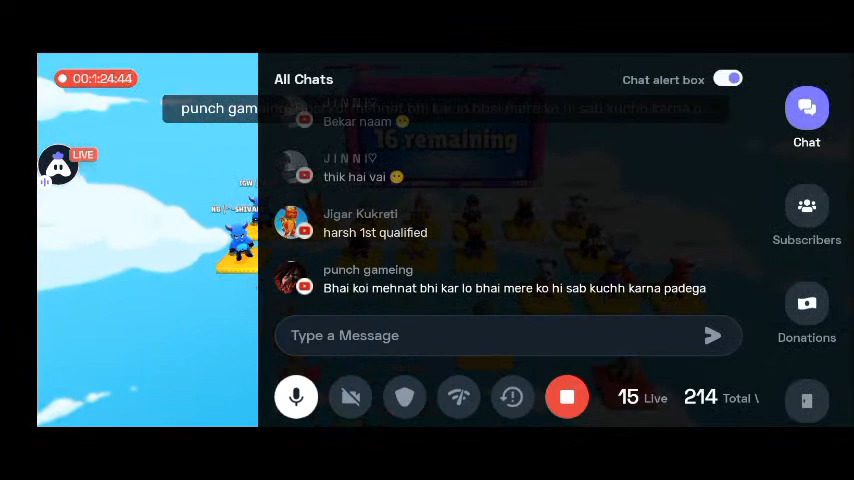 00:1:24:44
All Chats
Chat alert box
punch gam
J I N N I♡
Bekar naam 😶
16 remaining
LIVE
Chat
J I N N I♡
thik hai vai 😶
IGW
Jigar Kukreti
harsh 1st qualified
Subscribers
punch gameing
Bhai koi mehnat bhi kar lo bhai mere ko hi sab kuchh karna padega
Type a Message
Donations
15 Live
214 Total \